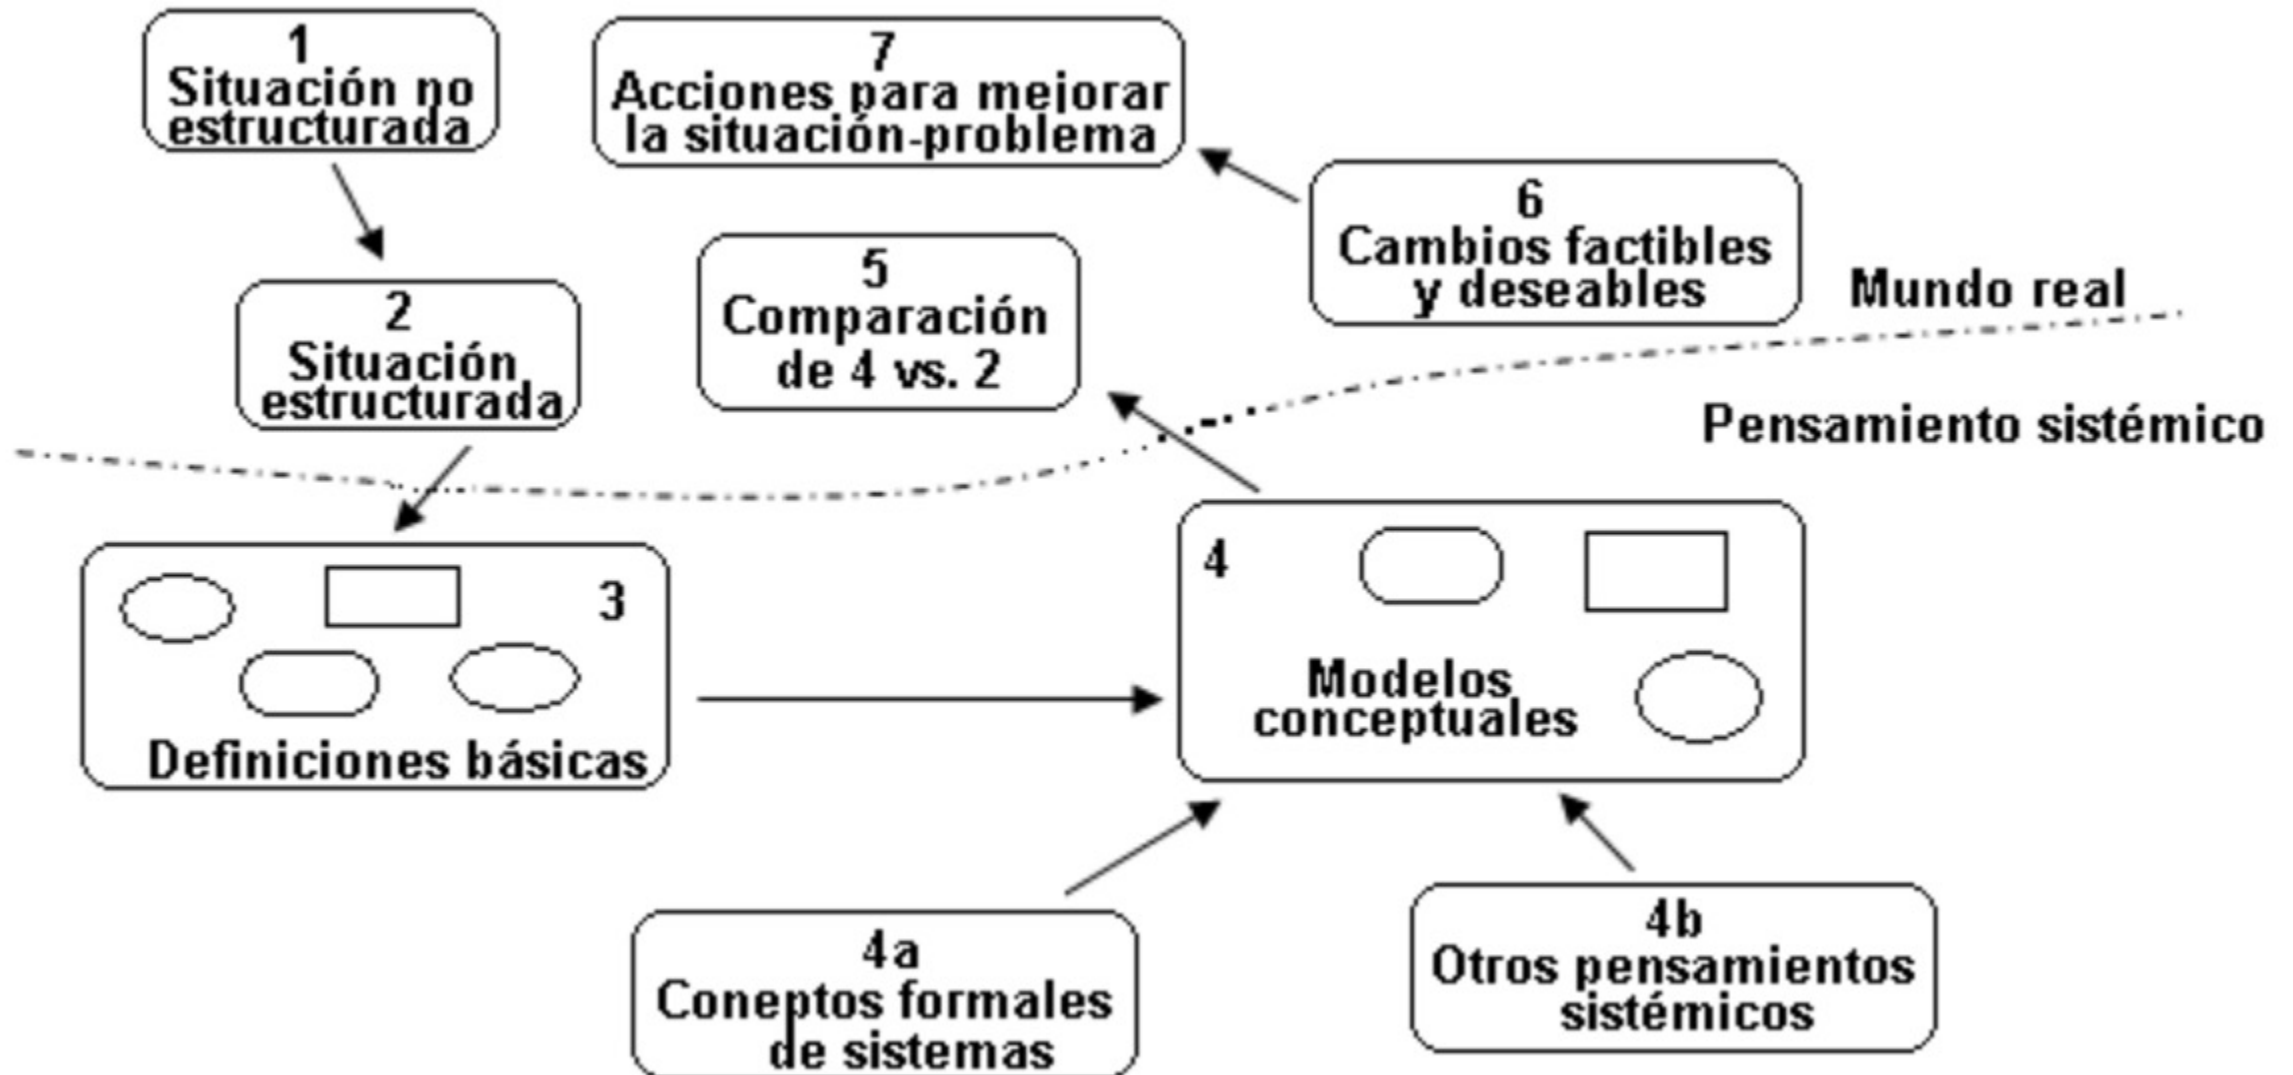 1
Situación no
estructurada
7
Acciones para mejorar
la situación-problema
6
Cambios factibles
y deseables
2
Situación
estructurada
5
Comparación
de 4 vs. 2
Mundo real
Pensamiento sistémico
3
Definiciones básicas
4
Modelos
conceptuales
4a
Coneptos formales
de sistemas
4b
Otros pensamientos
sistémicos